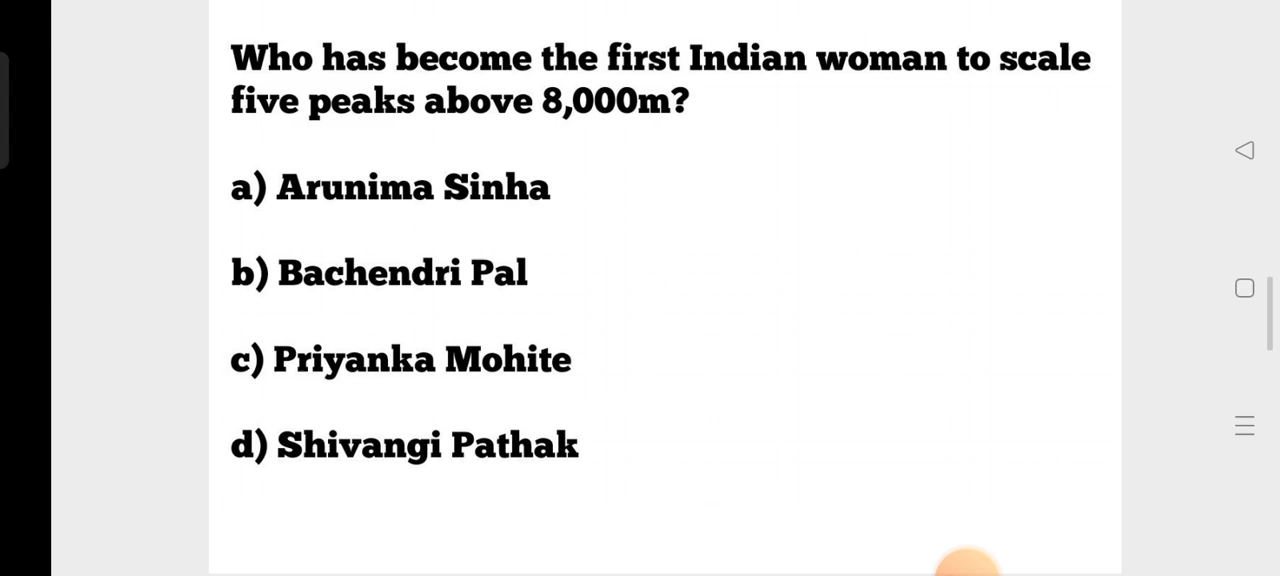 Who has become the first Indian woman to scale
five peaks above 8,000m?
a) Arunima Sinha
b) Bachendri Pal
c) Priyanka Mohite
d) Shivangi Pathak